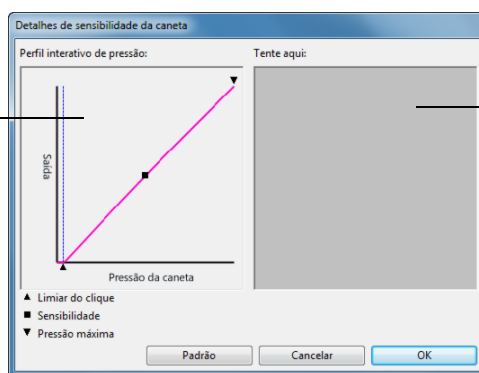 Detalhes de sensibilidade da caneta
Perfil interativo de pressão:
Tente aqui:
Saída
Pressão da caneta
▲ Limiar do clique
■ Sensibilidade
▼ Pressão máxima
Padrão
Cancelar
OK